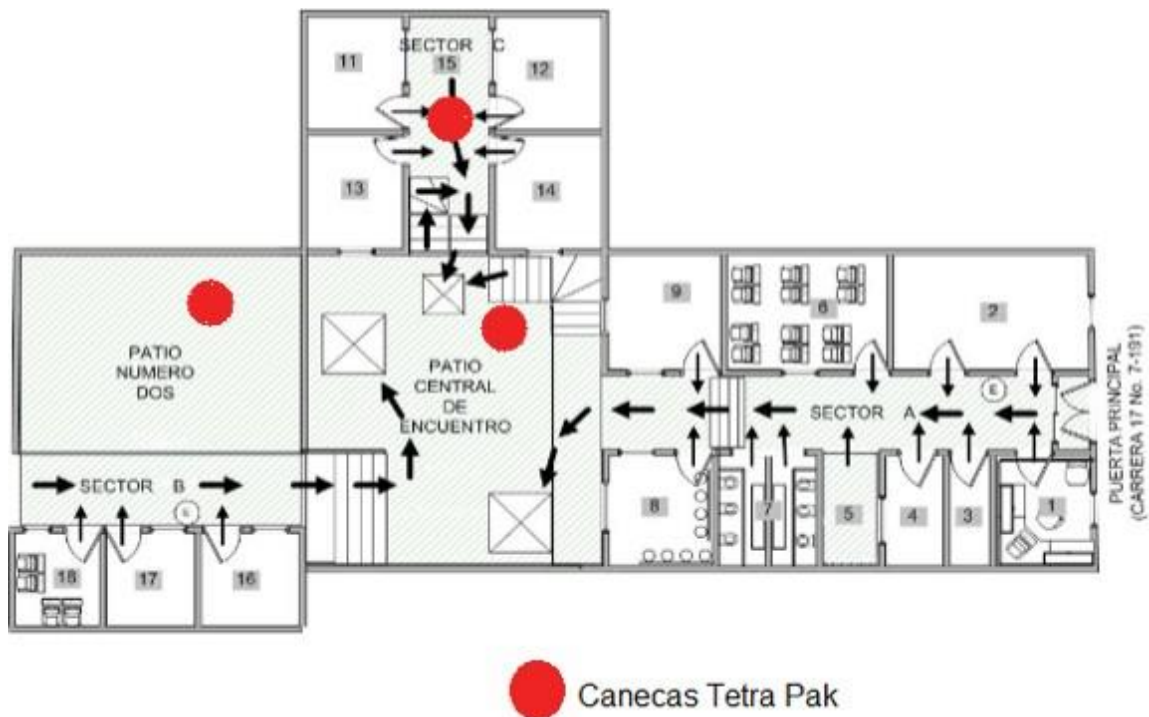 SECTOR C
11
15
12
13
14
9
6
2
PATIO
NUMERO
DOS
PATIO
CENTRAL
DE
ENCUENTRO
SECTOR A
E
PUERTA PRINCIPAL
(CARRERA 17 No. 7-191)
SECTOR B
8
7
5
4
3
1
18
17
16
Canecas Tetra Pak